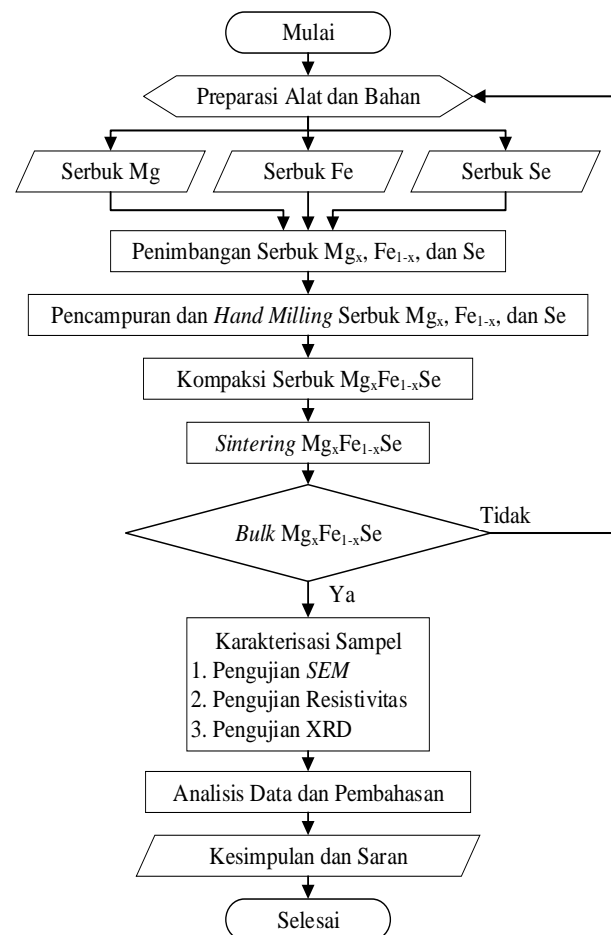 Mulai
Preparasi Alat dan Bahan
Serbuk Mg
Serbuk Fe
Serbuk Se
Penimbangan Serbuk Mgₓ, Fe₁₋ₓ, dan Se
Pencampuran dan Hand Milling Serbuk Mgₓ, Fe₁₋ₓ, dan Se
Kompaksi Serbuk MgₓFe₁₋ₓSe
Sintering MgₓFe₁₋ₓSe
Bulk MgₓFe₁₋ₓSe
Tidak
Ya
Karakterisasi Sampel
1. Pengujian SEM
2. Pengujian Resistivitas
3. Pengujian XRD
Analisis Data dan Pembahasan
Kesimpulan dan Saran
Selesai